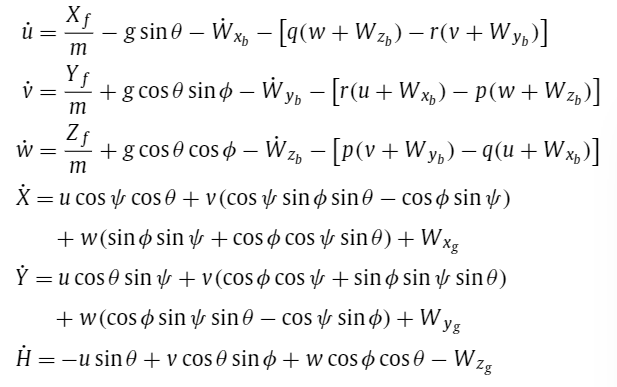 u̇ = X_f/m − g sin θ − Ẇ_{x_b} − [q(w + W_{z_b}) − r(v + W_{y_b})]
v̇ = Y_f/m + g cos θ sin ϕ − Ẇ_{y_b} − [r(u + W_{x_b}) − p(w + W_{z_b})]
ẇ = Z_f/m + g cos θ cos ϕ − Ẇ_{z_b} − [p(v + W_{y_b}) − q(u + W_{x_b})]
Ẋ = u cos ψ cos θ + v(cos ψ sin ϕ sin θ − cos ϕ sin ψ)
+ w(sin ϕ sin ψ + cos ϕ cos ψ sin θ) + W_{x_g}
Ẏ = u cos θ sin ψ + v(cos ϕ cos ψ + sin ϕ sin ψ sin θ)
+ w(cos ϕ sin ψ sin θ − cos ψ sin ϕ) + W_{y_g}
Ḣ = −u sin θ + v cos θ sin ϕ + w cos ϕ cos θ − W_{z_g}